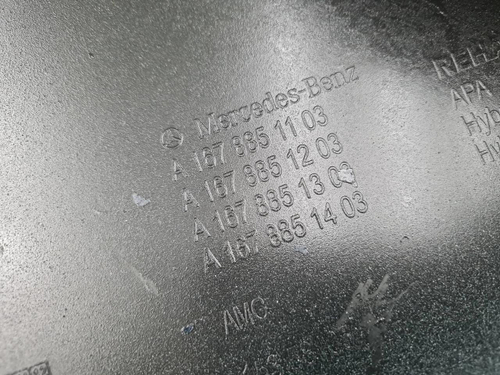 Mercedes-Benz
A 167 885 11 03
A 167 885 12 03
A 167 885 13 03
A 167 885 14 03
AMG
APA